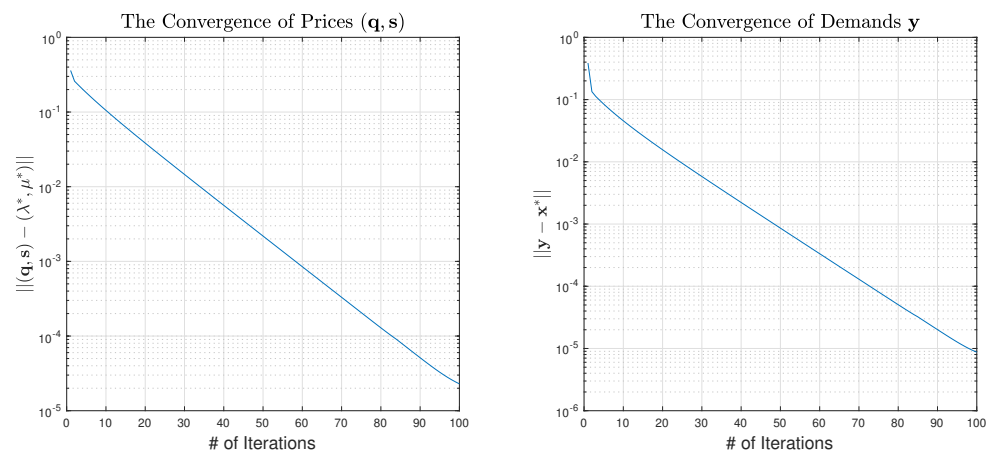 The Convergence of Prices (q, s)
10^0
10^-1
10^-2
10^-3
10^-4
10^-5
||(q, s) − (λ*, μ*)||
0 10 20 30 40 50 60 70 80 90 100
# of Iterations
The Convergence of Demands y
10^0
10^-1
10^-2
10^-3
10^-4
10^-5
10^-6
||y − x*||
0 10 20 30 40 50 60 70 80 90 100
# of Iterations